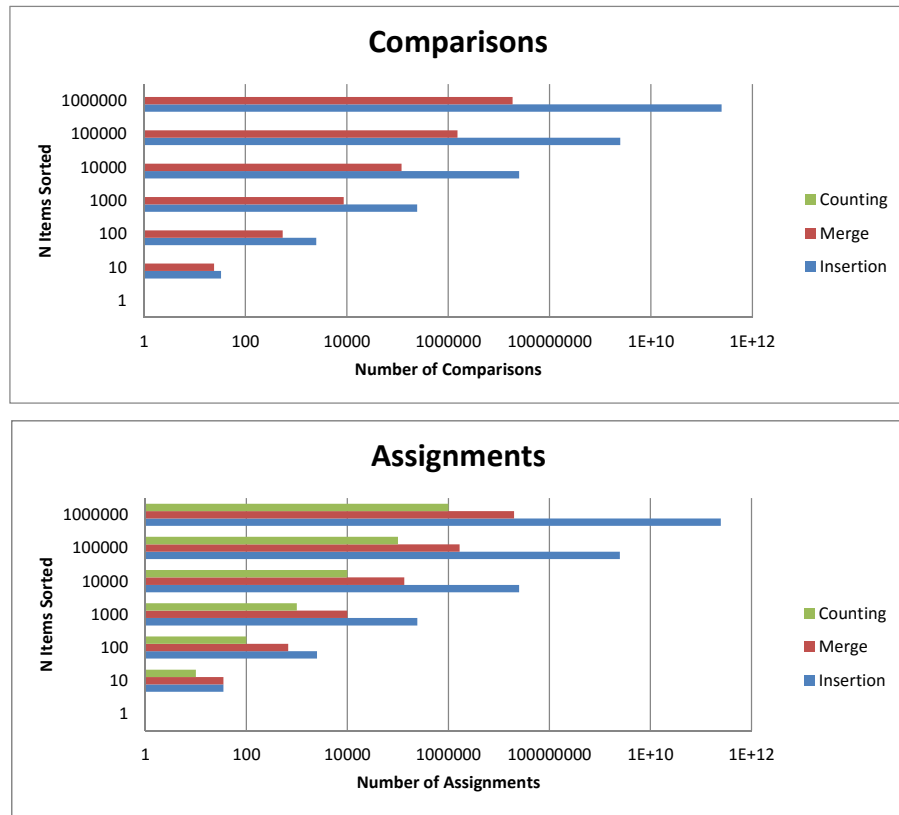 Comparisons
1000000
100000
10000
1000
100
10
1
N Items Sorted
1 100 10000 1000000 100000000 1E+10 1E+12
Number of Comparisons
Counting
Merge
Insertion
Assignments
1000000
100000
10000
1000
100
10
1
N Items Sorted
1 100 10000 1000000 100000000 1E+10 1E+12
Number of Assignments
Counting
Merge
Insertion